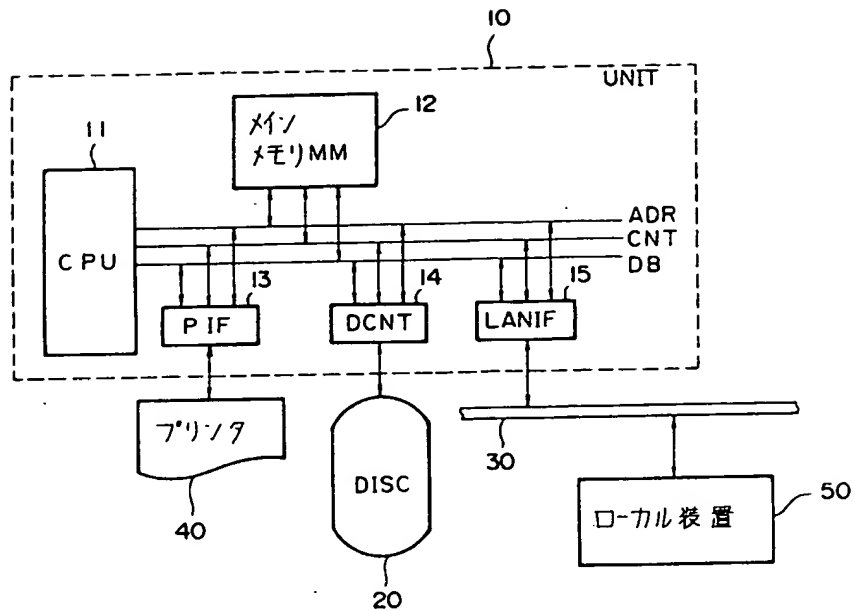 10
UNIT
11
12
メイン
メモリMM
ADR
CNT
DB
CPU
13
14
15
PIF
DCNT
LANIF
プリンタ
30
DISC
ローカル装置
50
40
20